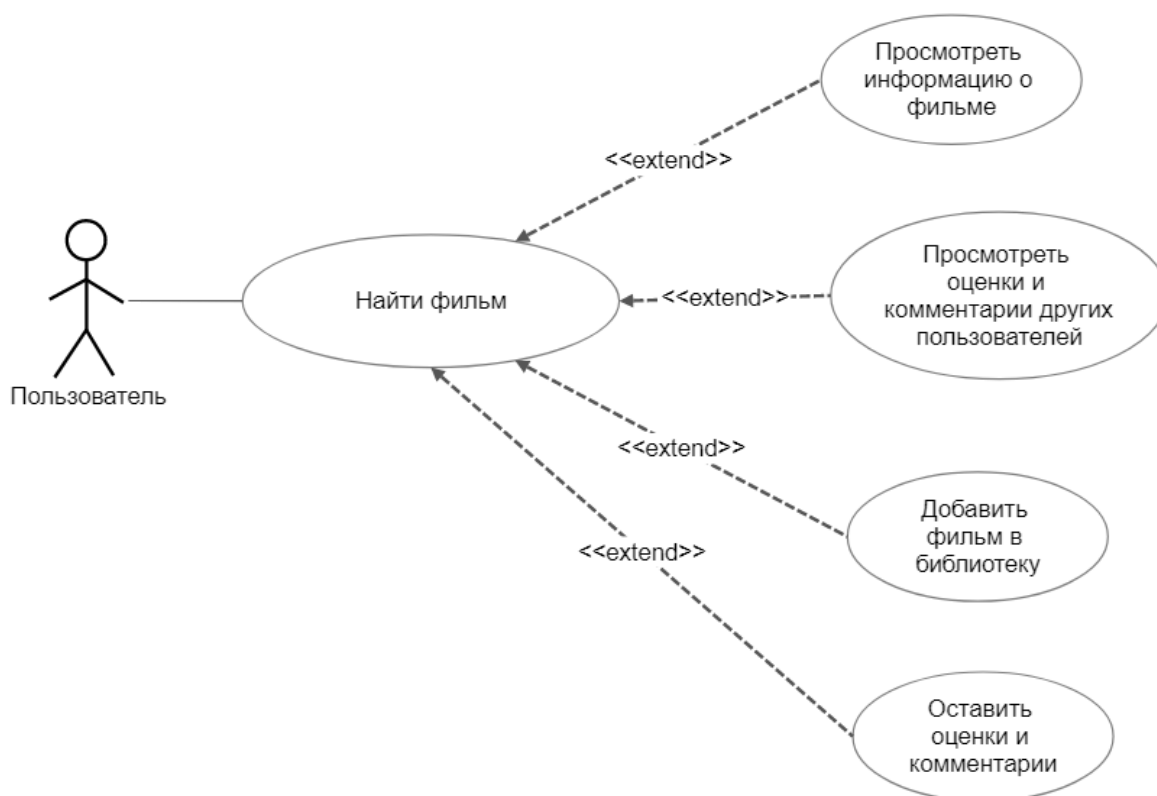 Просмотреть
информацию о
фильме
<<extend>>
Просмотреть
оценки и
комментарии других
пользователей
<<extend>>
Найти фильм
Пользователь
<<extend>>
Добавить
фильм в
библиотеку
<<extend>>
Оставить
оценки и
комментарии